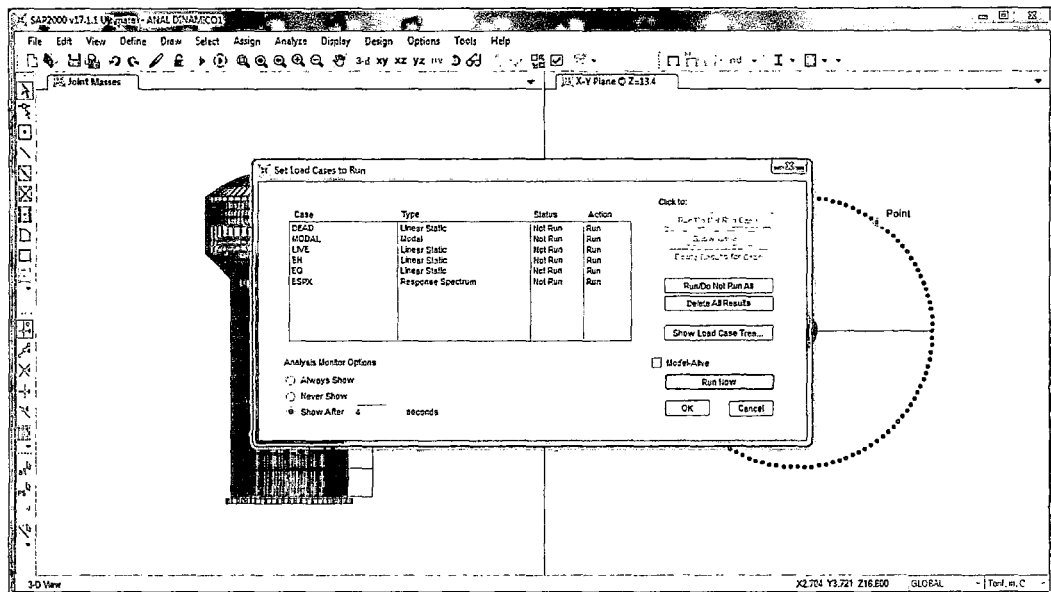 SAP2000 v17.1.1 - ANAL DINAMICO1
File Edit View Define Draw Select Assign Analyze Display Design Options Tools Help
3-d xy xz yz nv
Joint Masses
X-Y Plane @ Z=13.4
Set Load Cases to Run
Case Type Status Action
DEAD Linear Static Not Run Run
MODAL Modal Not Run Run
LIVE Linear Static Not Run Run
EH Linear Static Not Run Run
EQ Linear Static Not Run Run
ESPX Response Spectrum Not Run Run
Click to:
Run/Do Not Run All
Delete All Results
Show Load Case Tree...
Analysis Monitor Options
Always Show
Never Show
Show After 4 seconds
Model-Alive
Run Now
OK Cancel
Point
3-D View
X2.704 Y3.721 Z16.600 GLOBAL Tonf, m, C